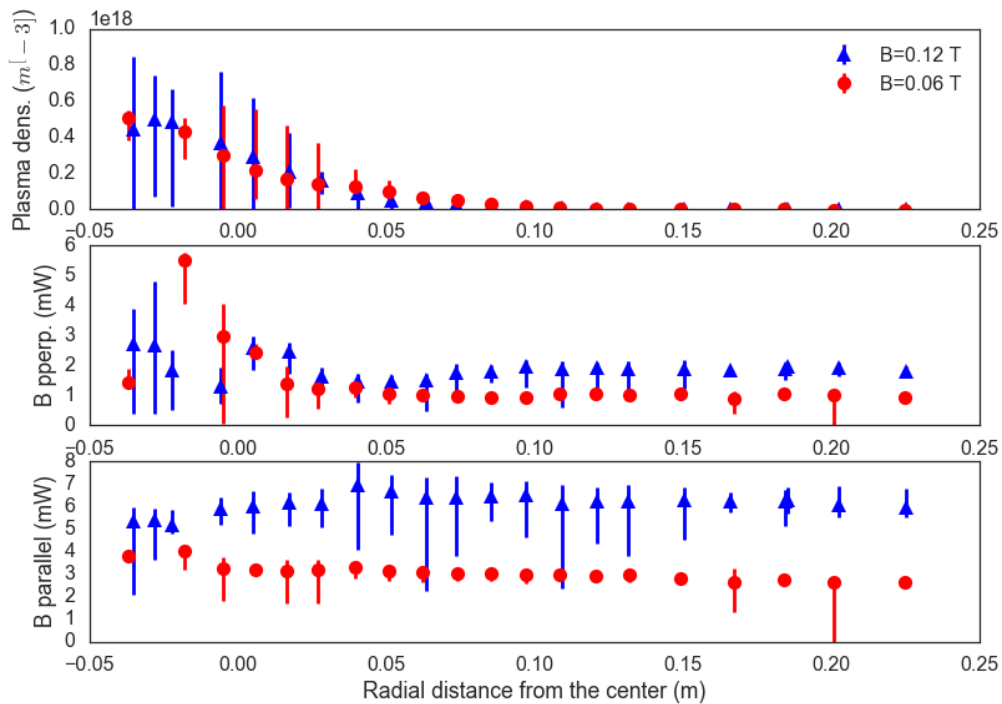 1e18
1.0
0.8
0.6
0.4
0.2
0.0
Plasma dens. (m[−3])
B=0.12 T
B=0.06 T
−0.05 0.00 0.05 0.10 0.15 0.20 0.25
6
5
4
3
2
1
0
B pperp. (mW)
−0.05 0.00 0.05 0.10 0.15 0.20 0.25
8
7
6
5
4
3
2
1
0
B parallel (mW)
−0.05 0.00 0.05 0.10 0.15 0.20 0.25
Radial distance from the center (m)